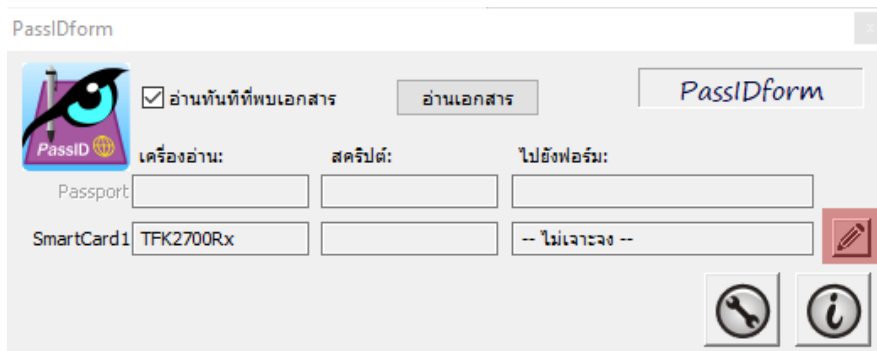 PassIDform
อ่านทันทีที่พบเอกสาร อ่านเอกสาร PassIDform
PassID
เครื่องอ่าน: สคริปต์: ไปยังฟอร์ม:
Passport
SmartCard1 TFK2700Rx -- ไม่เจาะจง --